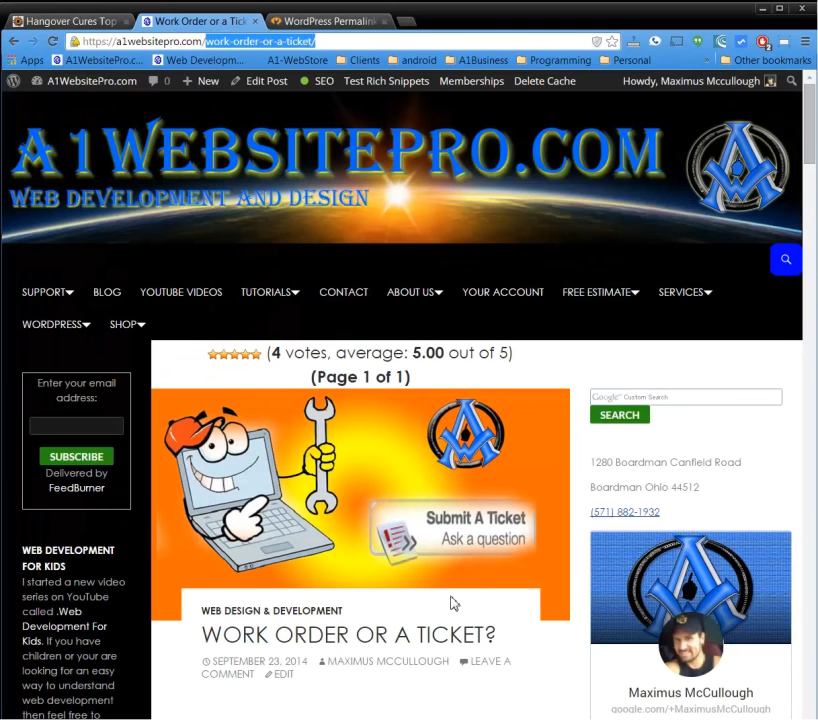 Hangover Cures Top
Work Order or a Tick
WordPress Permalin
https://a1websitepro.com/work-order-or-a-ticket/
Apps A1WebsitePro.c... Web Developm... A1-WebStore Clients android A1Business Programming Personal » Other bookmarks
A1WebsitePro.com 0 + New Edit Post SEO Test Rich Snippets Memberships Delete Cache Howdy, Maximus Mccullough
A1WEBSITEPRO.COM
WEB DEVELOPMENT AND DESIGN
SUPPORT BLOG YOUTUBE VIDEOS TUTORIALS CONTACT ABOUT US YOUR ACCOUNT FREE ESTIMATE SERVICES
WORDPRESS SHOP
(4 votes, average: 5.00 out of 5)
(Page 1 of 1)
Enter your email
address:
SUBSCRIBE
Delivered by
FeedBurner
WEB DEVELOPMENT
FOR KIDS
I started a new video
series on YouTube
called .Web
Development For
Kids. If you have
children or your are
looking for an easy
way to understand
web development
then feel free to
Submit A Ticket
Ask a question
WEB DESIGN & DEVELOPMENT
WORK ORDER OR A TICKET?
SEPTEMBER 23, 2014 MAXIMUS MCCULLOUGH LEAVE A
COMMENT EDIT
Google™ Custom Search
SEARCH
1280 Boardman Canfield Road
Boardman Ohio 44512
(571) 882-1932
Maximus McCullough
google.com/+MaximusMcCullough